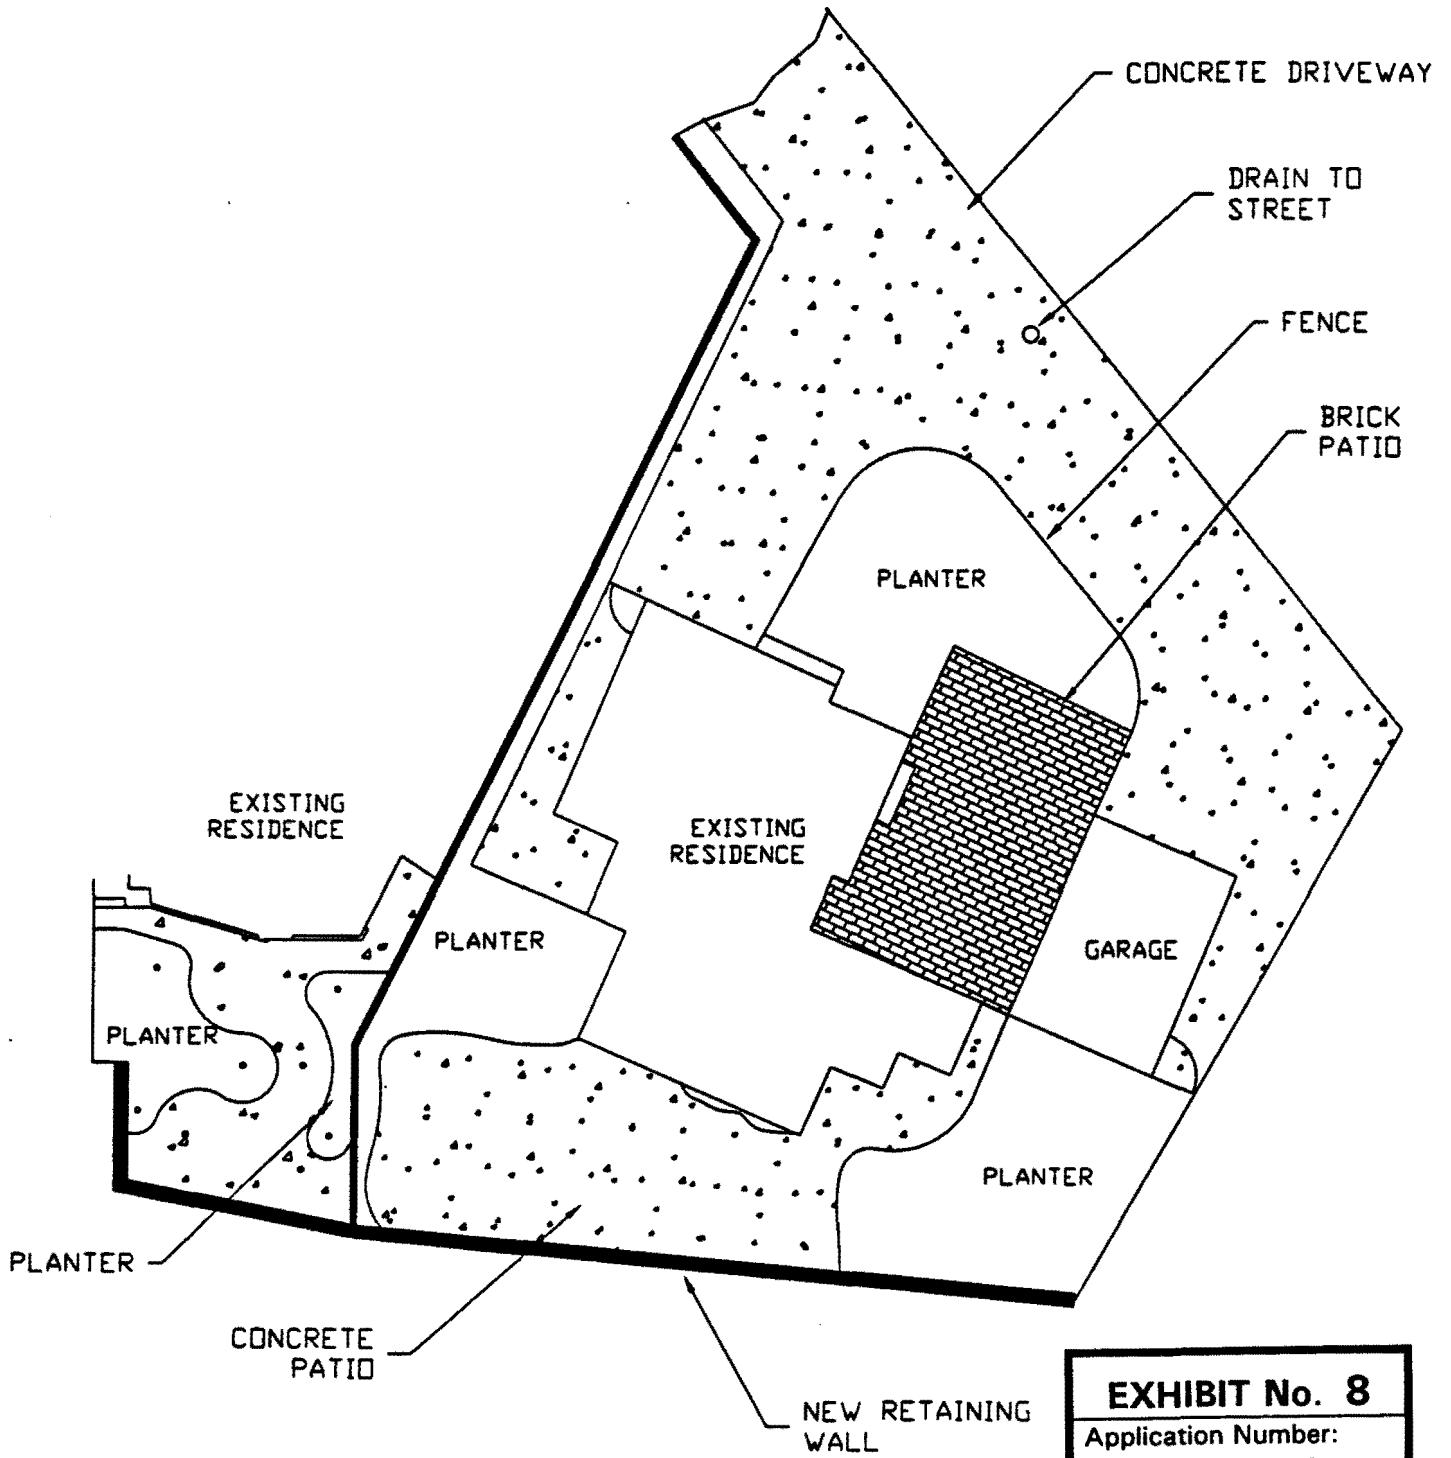 CONCRETE DRIVEWAY
DRAIN TO
STREET
FENCE
BRICK
PATIO
PLANTER
EXISTING
RESIDENCE
EXISTING
RESIDENCE
PLANTER
GARAGE
PLANTER
PLANTER
PLANTER
CONCRETE
PATIO
NEW RETAINING
WALL
EXHIBIT No. 8
Application Number: